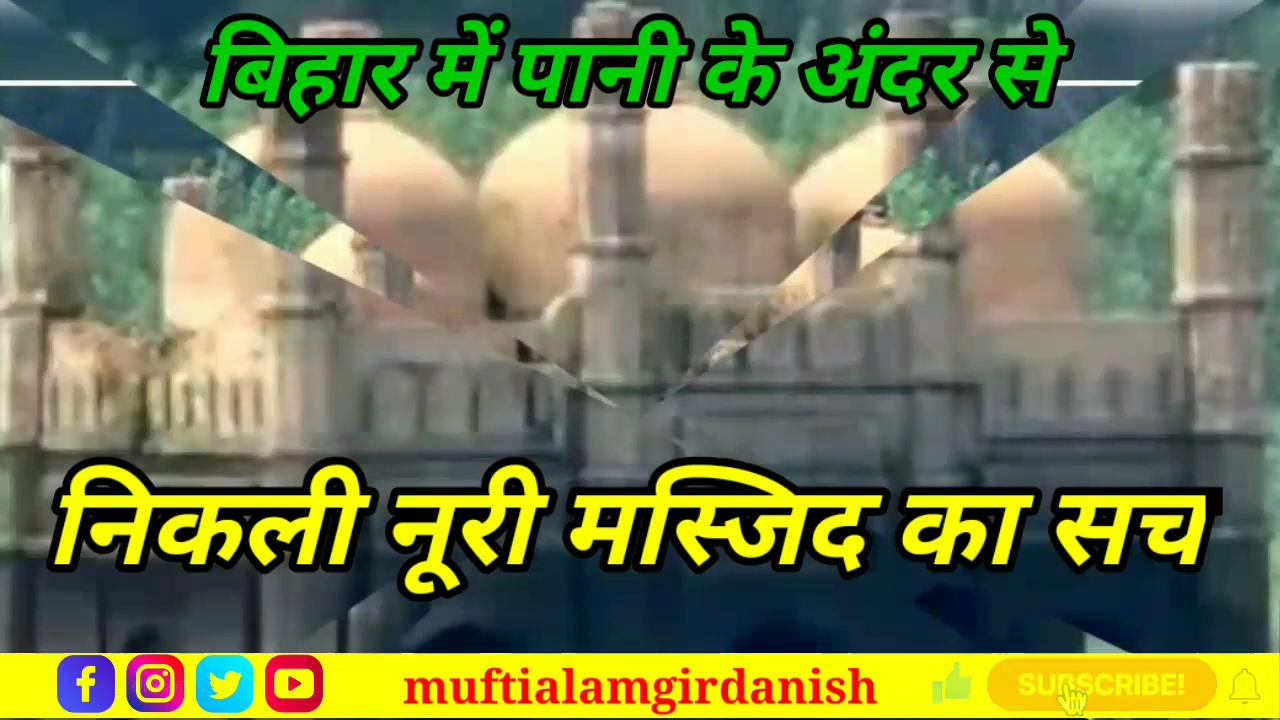 बिहार में पानी के अंदर से
निकली नूरी मस्जिद का सच
muftialamgirdanish
SUBSCRIBE!